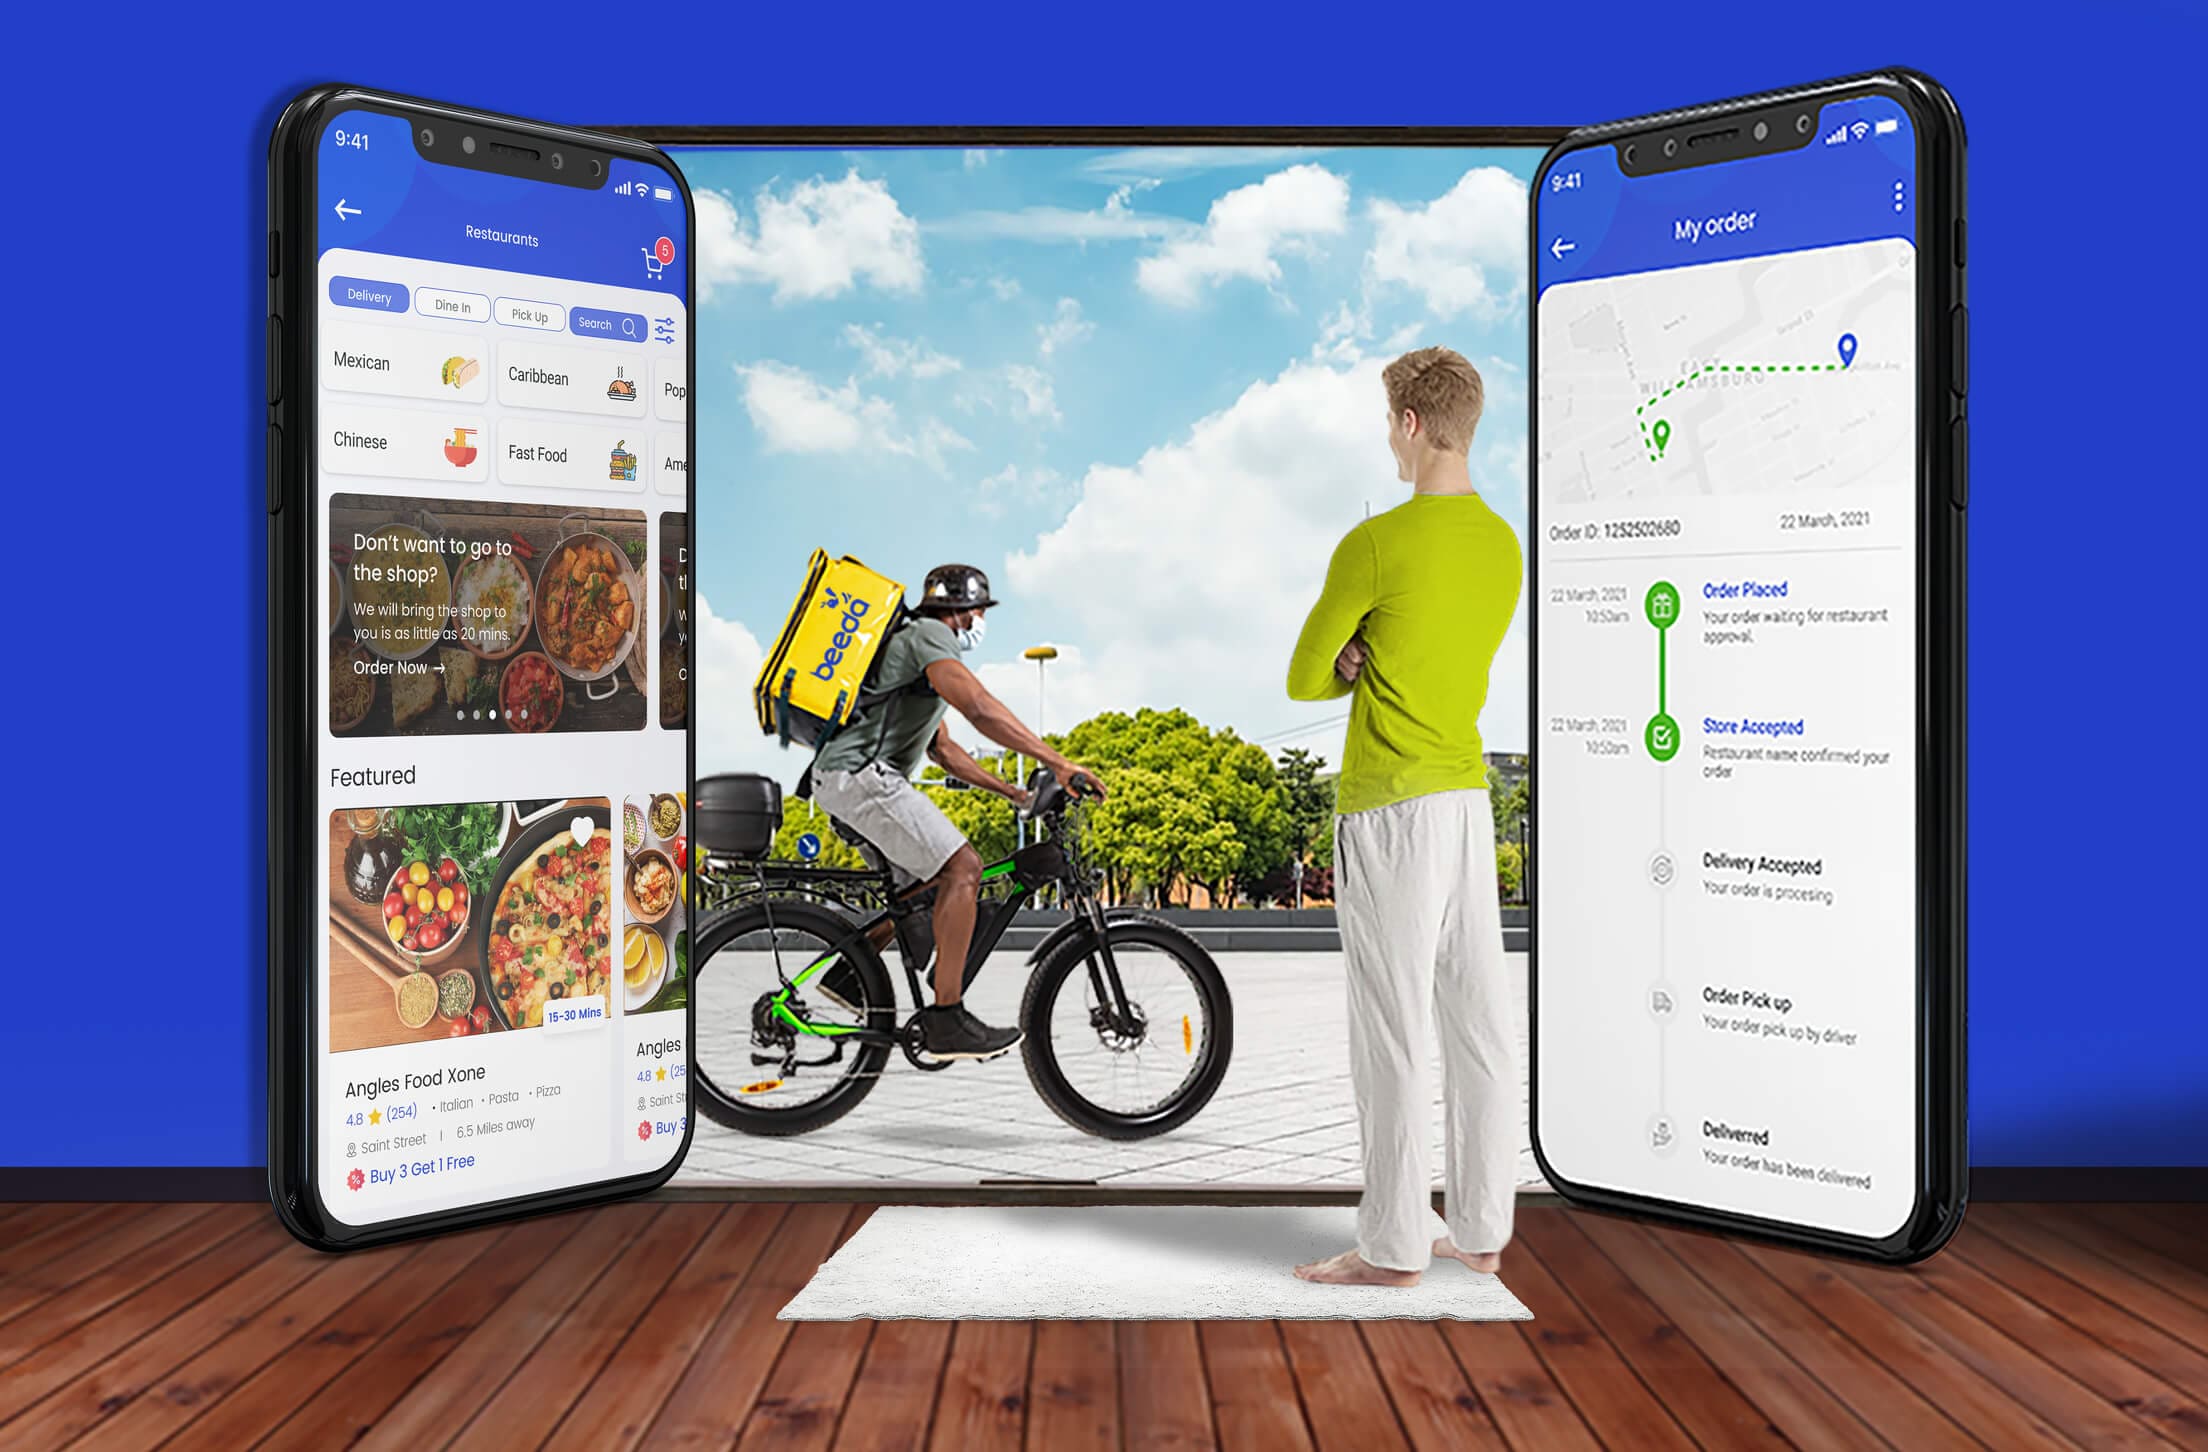 9:41
Restaurants
5
Delivery
Dine In
Pick Up
Search
Mexican
Caribbean
Pop
Chinese
Fast Food
Ame
Don't want to go to
the shop?
We will bring the shop to
you is as little as 20 mins.
Order Now →
Featured
15-30 Mins
Angles Food Xone
4.8 ★ (254) • Italian • Pasta • Pizza
Saint Street | 6.5 Miles away
Buy 3 Get 1 Free
Angles
4.8 ★ (25
Saint St
Buy 3
beeda
9:41
My order
EAST
WILLIAMSBURG
Order ID: 1252502680
22 March, 2021
22 March, 2021
10:50am
Order Placed
Your order waiting for restaurant
approval.
22 March, 2021
10:50am
Store Accepted
Restaurant name confirmed your
order
Delivery Accepted
Your order is procesing
Order Pick up
Your order pick up by driver
Deliverred
Your order has been delivered